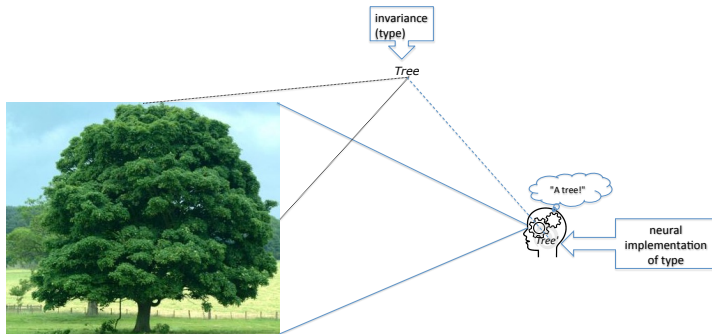 invariance
(type)
Tree
"A tree!"
Tree'
neural
implementation
of type